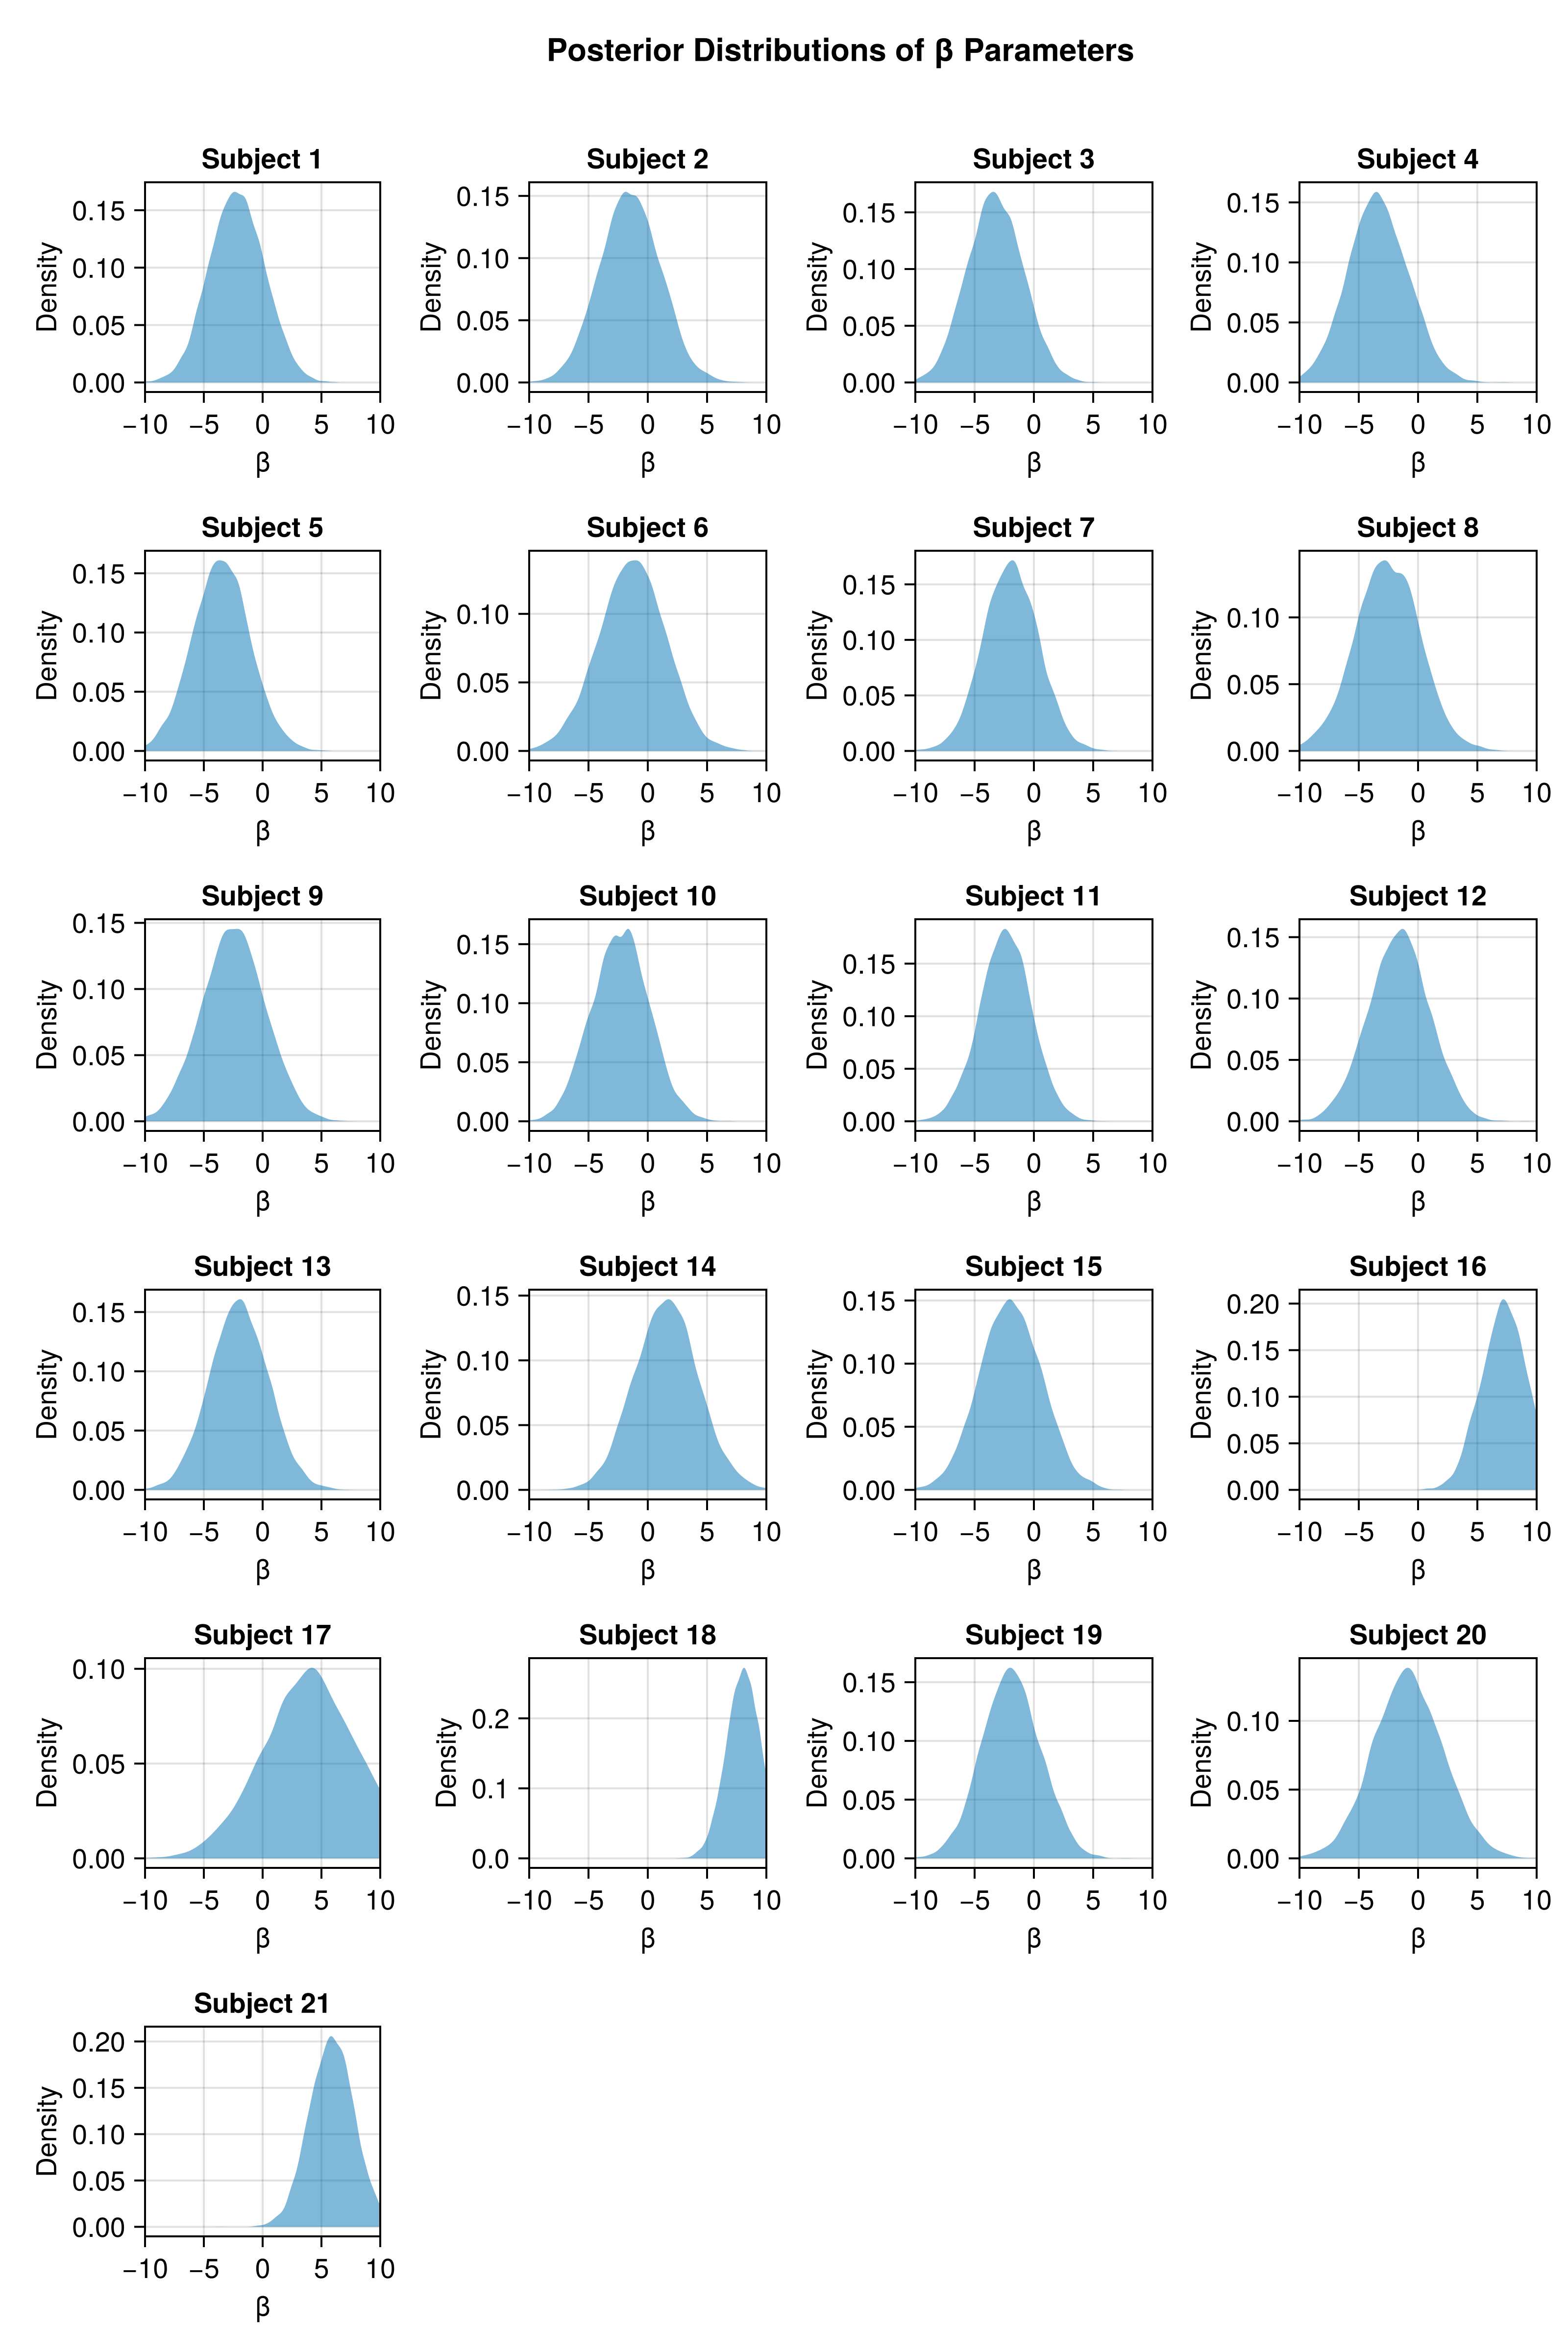 Posterior Distributions of β Parameters
Subject 1
Density
0.15
0.10
0.05
0.00
−10 −5 0 5 10
β
Subject 2
Density
0.15
0.10
0.05
0.00
−10 −5 0 5 10
β
Subject 3
Density
0.15
0.10
0.05
0.00
−10 −5 0 5 10
β
Subject 4
Density
0.15
0.10
0.05
0.00
−10 −5 0 5 10
β
Subject 5
Density
0.15
0.10
0.05
0.00
−10 −5 0 5 10
β
Subject 6
Density
0.10
0.05
0.00
−10 −5 0 5 10
β
Subject 7
Density
0.15
0.10
0.05
0.00
−10 −5 0 5 10
β
Subject 8
Density
0.10
0.05
0.00
−10 −5 0 5 10
β
Subject 9
Density
0.15
0.10
0.05
0.00
−10 −5 0 5 10
β
Subject 10
Density
0.15
0.10
0.05
0.00
−10 −5 0 5 10
β
Subject 11
Density
0.15
0.10
0.05
0.00
−10 −5 0 5 10
β
Subject 12
Density
0.15
0.10
0.05
0.00
−10 −5 0 5 10
β
Subject 13
Density
0.15
0.10
0.05
0.00
−10 −5 0 5 10
β
Subject 14
Density
0.15
0.10
0.05
0.00
−10 −5 0 5 10
β
Subject 15
Density
0.15
0.10
0.05
0.00
−10 −5 0 5 10
β
Subject 16
Density
0.20
0.15
0.10
0.05
0.00
−10 −5 0 5 10
β
Subject 17
Density
0.10
0.05
0.00
−10 −5 0 5 10
β
Subject 18
Density
0.2
0.1
0.0
−10 −5 0 5 10
β
Subject 19
Density
0.15
0.10
0.05
0.00
−10 −5 0 5 10
β
Subject 20
Density
0.10
0.05
0.00
−10 −5 0 5 10
β
Subject 21
Density
0.20
0.15
0.10
0.05
0.00
−10 −5 0 5 10
β